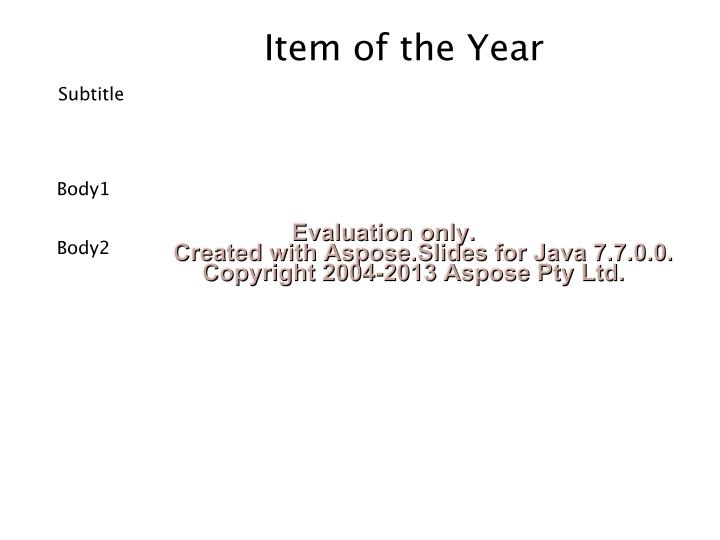 Item of the Year
Subtitle
Body1
Body2
Evaluation only.
Created with Aspose.Slides for Java 7.7.0.0.
Copyright 2004-2013 Aspose Pty Ltd.